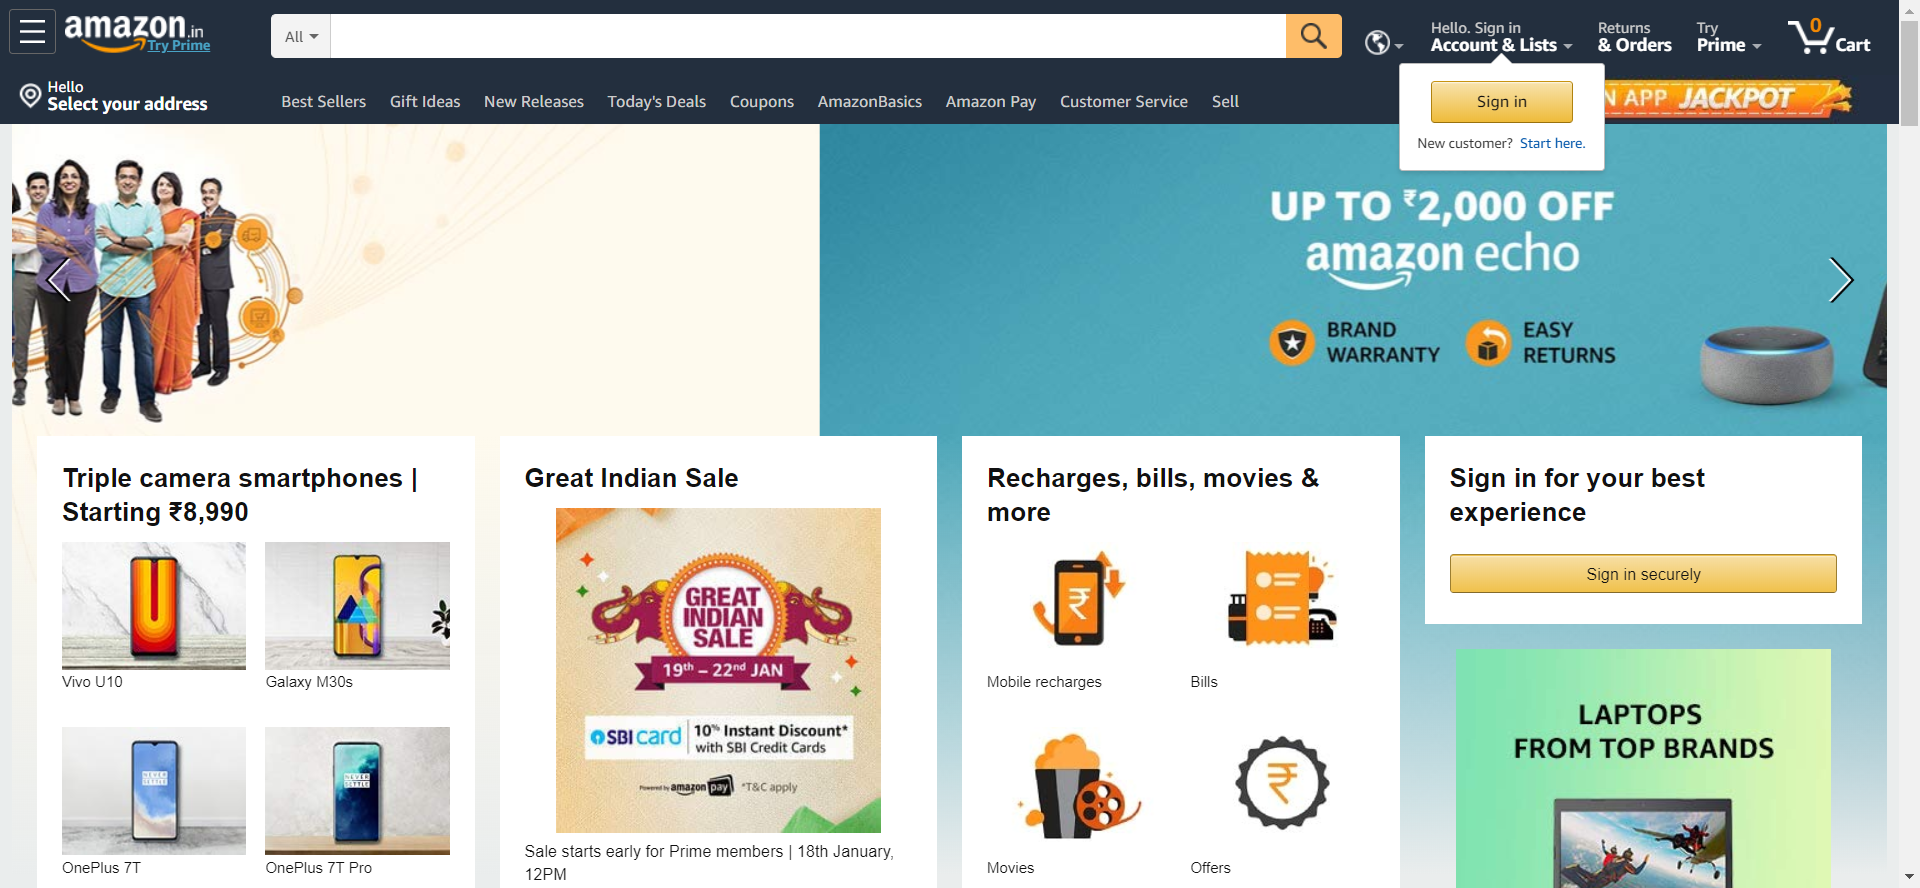 amazon.in
Try Prime
All
Hello. Sign in
Account & Lists
Returns
& Orders
Try
Prime
0
Cart
Hello
Select your address
Best Sellers
Gift Ideas
New Releases
Today's Deals
Coupons
AmazonBasics
Amazon Pay
Customer Service
Sell
N APP JACKPOT
Sign in
New customer? Start here.
UP TO ₹2,000 OFF
amazon echo
BRAND
WARRANTY
EASY
RETURNS
Triple camera smartphones |
Starting ₹8,990
Vivo U10
Galaxy M30s
NEVER
SETTLE
NEVER
SETTLE
OnePlus 7T
OnePlus 7T Pro
Great Indian Sale
GREAT
INDIAN
SALE
19th – 22nd JAN
SBI card
10% Instant Discount*
with SBI Credit Cards
Powered by amazon pay *T&C apply
Sale starts early for Prime members | 18th January,
12PM
Recharges, bills, movies &
more
Mobile recharges
Bills
Movies
Offers
Sign in for your best
experience
Sign in securely
LAPTOPS
FROM TOP BRANDS